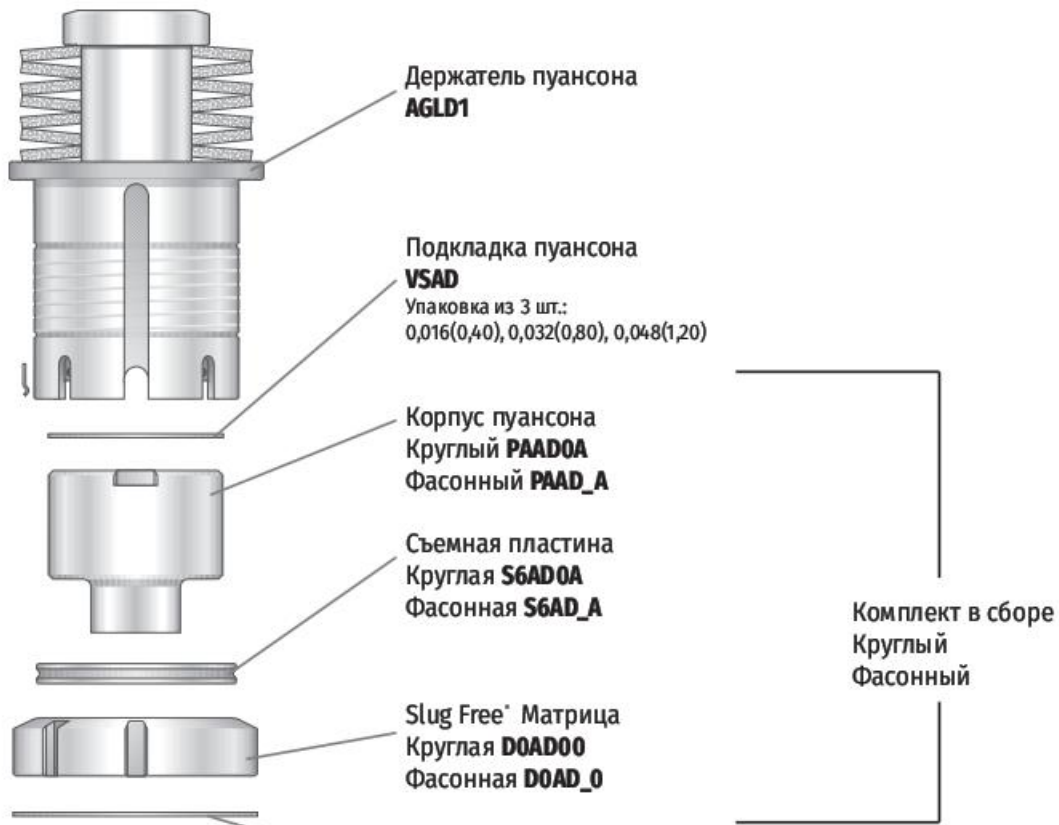 Держатель пуансона
AGLD1
Подкладка пуансона
VSAD
Упаковка из 3 шт.:
0,016(0,40), 0,032(0,80), 0,048(1,20)
Корпус пуансона
Круглый PAAD0A
Фасонный PAAD_A
Съемная пластина
Круглая S6AD0A
Фасонная S6AD_A
Комплект в сборе
Круглый
Фасонный
Slug Free® Матрица
Круглая D0AD00
Фасонная D0AD_0